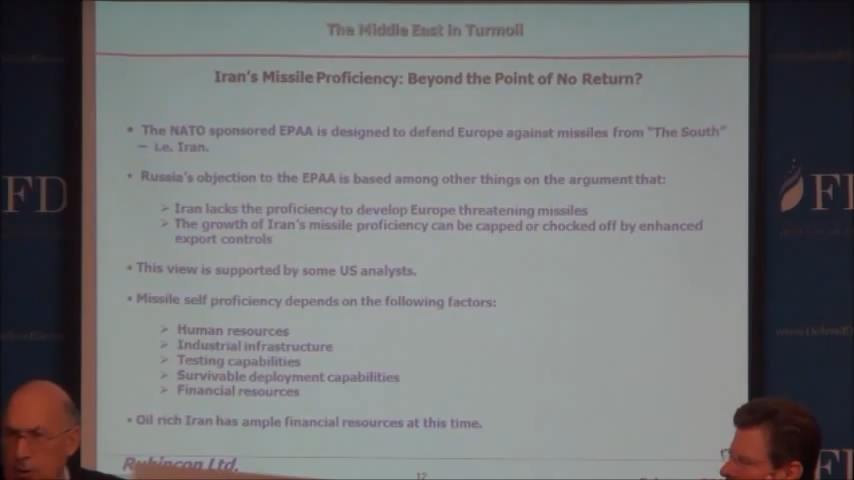 The Middle East in Turmoil
Iran's Missile Proficiency: Beyond the Point of No Return?
• The NATO sponsored EPAA is designed to defend Europe against missiles from "The South"
– i.e. Iran.
• Russia's objection to the EPAA is based among other things on the argument that:
➢ Iran lacks the proficiency to develop Europe threatening missiles
➢ The growth of Iran's missile proficiency can be capped or chocked off by enhanced
export controls
• This view is supported by some US analysts.
• Missile self proficiency depends on the following factors:
➢ Human resources
➢ Industrial infrastructure
➢ Testing capabilities
➢ Survivable deployment capabilities
➢ Financial resources
• Oil rich Iran has ample financial resources at this time.
Rubincon Ltd.
12
FD
FD